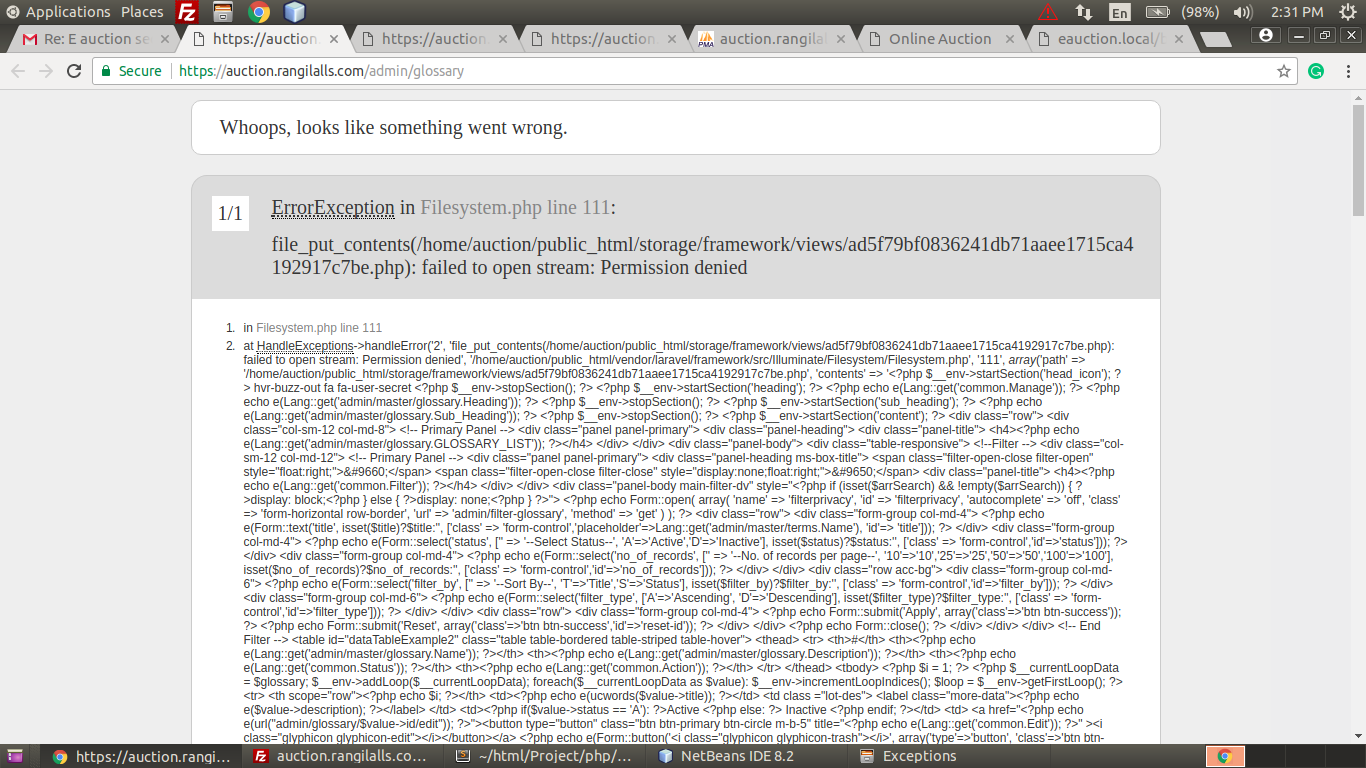 Applications Places En (98%) 2:31 PM
Re: E auction se https://auction. https://auction https://auction PMA auction.rangilal Online Auction eauction.local/b
Secure https://auction.rangilalls.com/admin/glossary
Whoops, looks like something went wrong.
1/1
ErrorException in Filesystem.php line 111:
file_put_contents(/home/auction/public_html/storage/framework/views/ad5f79bf0836241db71aaee1715ca4
192917c7be.php): failed to open stream: Permission denied
1. in Filesystem.php line 111
2. at HandleExceptions->handleError('2', 'file_put_contents(/home/auction/public_html/storage/framework/views/ad5f79bf0836241db71aaee1715ca4192917c7be.php):
failed to open stream: Permission denied', '/home/auction/public_html/vendor/laravel/framework/src/Illuminate/Filesystem/Filesystem.php', '111', array('path' =>
'/home/auction/public_html/storage/framework/views/ad5f79bf0836241db71aaee1715ca4192917c7be.php', 'contents' => '<?php $__env->startSection('head_icon'); ?
> hvr-buzz-out fa fa-user-secret <?php $__env->stopSection(); ?> <?php $__env->startSection('heading'); ?> <?php echo e(Lang::get('common.Manage')); ?> <?php
echo e(Lang::get('admin/master/glossary.Heading')); ?> <?php $__env->stopSection(); ?> <?php $__env->startSection('sub_heading'); ?> <?php echo
e(Lang::get('admin/master/glossary.Sub_Heading')); ?> <?php $__env->stopSection(); ?> <?php $__env->startSection('content'); ?> <div class="row"> <div
class="col-sm-12 col-md-8"> <!-- Primary Panel --> <div class="panel panel-primary"> <div class="panel-heading"> <div class="panel-title"> <h4><?php echo
e(Lang::get('admin/master/glossary.GLOSSARY_LIST')); ?></h4> </div> </div> <div class="panel-body"> <div class="table-responsive"> <!--Filter --> <div class="col-
sm-12 col-md-12"> <!-- Primary Panel --> <div class="panel panel-primary"> <div class="panel-heading ms-box-title"> <span class="filter-open-close filter-open"
style="float:right;">&#9660;</span> <span class="filter-open-close filter-close" style="display:none;float:right;">&#9650;</span> <div class="panel-title"> <h4><?php
echo e(Lang::get('common.Filter')); ?></h4> </div> </div> <div class="panel-body main-filter-dv" style="<?php if (isset($arrSearch) && !empty($arrSearch)) { ?
>display: block;<?php } else { ?>display: none;<?php } ?>"> <?php echo Form::open( array( 'name' => 'filterprivacy', 'id' => 'filterprivacy', 'autocomplete' => 'off', 'class'
=> 'form-horizontal row-border', 'url' => 'admin/filter-glossary', 'method' => 'get' ) ); ?> <div class="row"> <div class="form-group col-md-4"> <?php echo
e(Form::text('title', isset($title)?$title:'', ['class' => 'form-control','placeholder'=>Lang::get('admin/master/terms.Name'), 'id'=> 'title'])); ?> </div> <div class="form-group
col-md-4"> <?php echo e(Form::select('status', ['' => '--Select Status--', 'A'=>'Active','D'=>'Inactive'], isset($status)?$status:'', ['class' => 'form-control','id'=>'status'])); ?>
</div> <div class="form-group col-md-4"> <?php echo e(Form::select('no_of_records', ['' => '--No. of records per page--', '10'=>'10','25'=>'25','50'=>'50','100'=>'100'],
isset($no_of_records)?$no_of_records:'', ['class' => 'form-control','id'=>'no_of_records'])); ?> </div> </div> <div class="row acc-bg"> <div class="form-group col-md-
6"> <?php echo e(Form::select('filter_by', ['' => '--Sort By--', 'T'=>'Title','S'=>'Status'], isset($filter_by)?$filter_by:'', ['class' => 'form-control','id'=>'filter_by'])); ?> </div>
<div class="form-group col-md-6"> <?php echo e(Form::select('filter_type', ['A'=>'Ascending, 'D'=>'Descending'], isset($filter_type)?$filter_type:'', ['class' => 'form-
control','id'=>'filter_type'])); ?> </div> </div> <div class="row"> <div class="form-group col-md-4"> <?php echo Form::submit('Apply', array('class'=>'btn btn-success'));
?> <?php echo Form::submit('Reset', array('class'=>'btn btn-success','id'=>'reset-id')); ?> </div> </div> <?php echo Form::close(); ?> </div> </div> </div> <!-- End
Filter --> <table id="dataTableExample2" class="table table-bordered table-striped table-hover"> <thead> <tr> <th>#</th> <th><?php echo
e(Lang::get('admin/master/glossary.Name')); ?></th> <th><?php echo e(Lang::get('admin/master/glossary.Description')); ?></th> <th><?php echo
e(Lang::get('common.Status')); ?></th> <th><?php echo e(Lang::get('common.Action')); ?></th> </tr> </thead> <tbody> <?php $i = 1; ?> <?php $__currentLoopData
= $glossary; $__env->addLoop($__currentLoopData); foreach($__currentLoopData as $value): $__env->incrementLoopIndices(); $loop = $__env->getFirstLoop(); ?>
<tr> <th scope="row"><?php echo $i; ?></th> <td><?php echo e(ucwords($value->title)); ?></td> <td class ="lot-des"> <label class="more-data"><?php echo
e($value->description); ?></label> </td> <td><?php if($value->status == 'A'): ?>Active <?php else: ?> Inactive <?php endif; ?></td> <td> <a href="<?php echo
e(url("admin/glossary/$value->id/edit")); ?>"><button type="button" class="btn btn-primary btn-circle m-b-5" title="<?php echo e(Lang::get('common.Edit')); ?>" ><i
class="glyphicon glyphicon-edit"></i></button></a> <?php echo e(Form::button('<i class="glyphicon glyphicon-trash"></i>', array('type'=>'button', 'class'=>'btn btn-
https://auction.rangi... auction.rangilalls.co... ~/html/Project/php/... NetBeans IDE 8.2 Exceptions